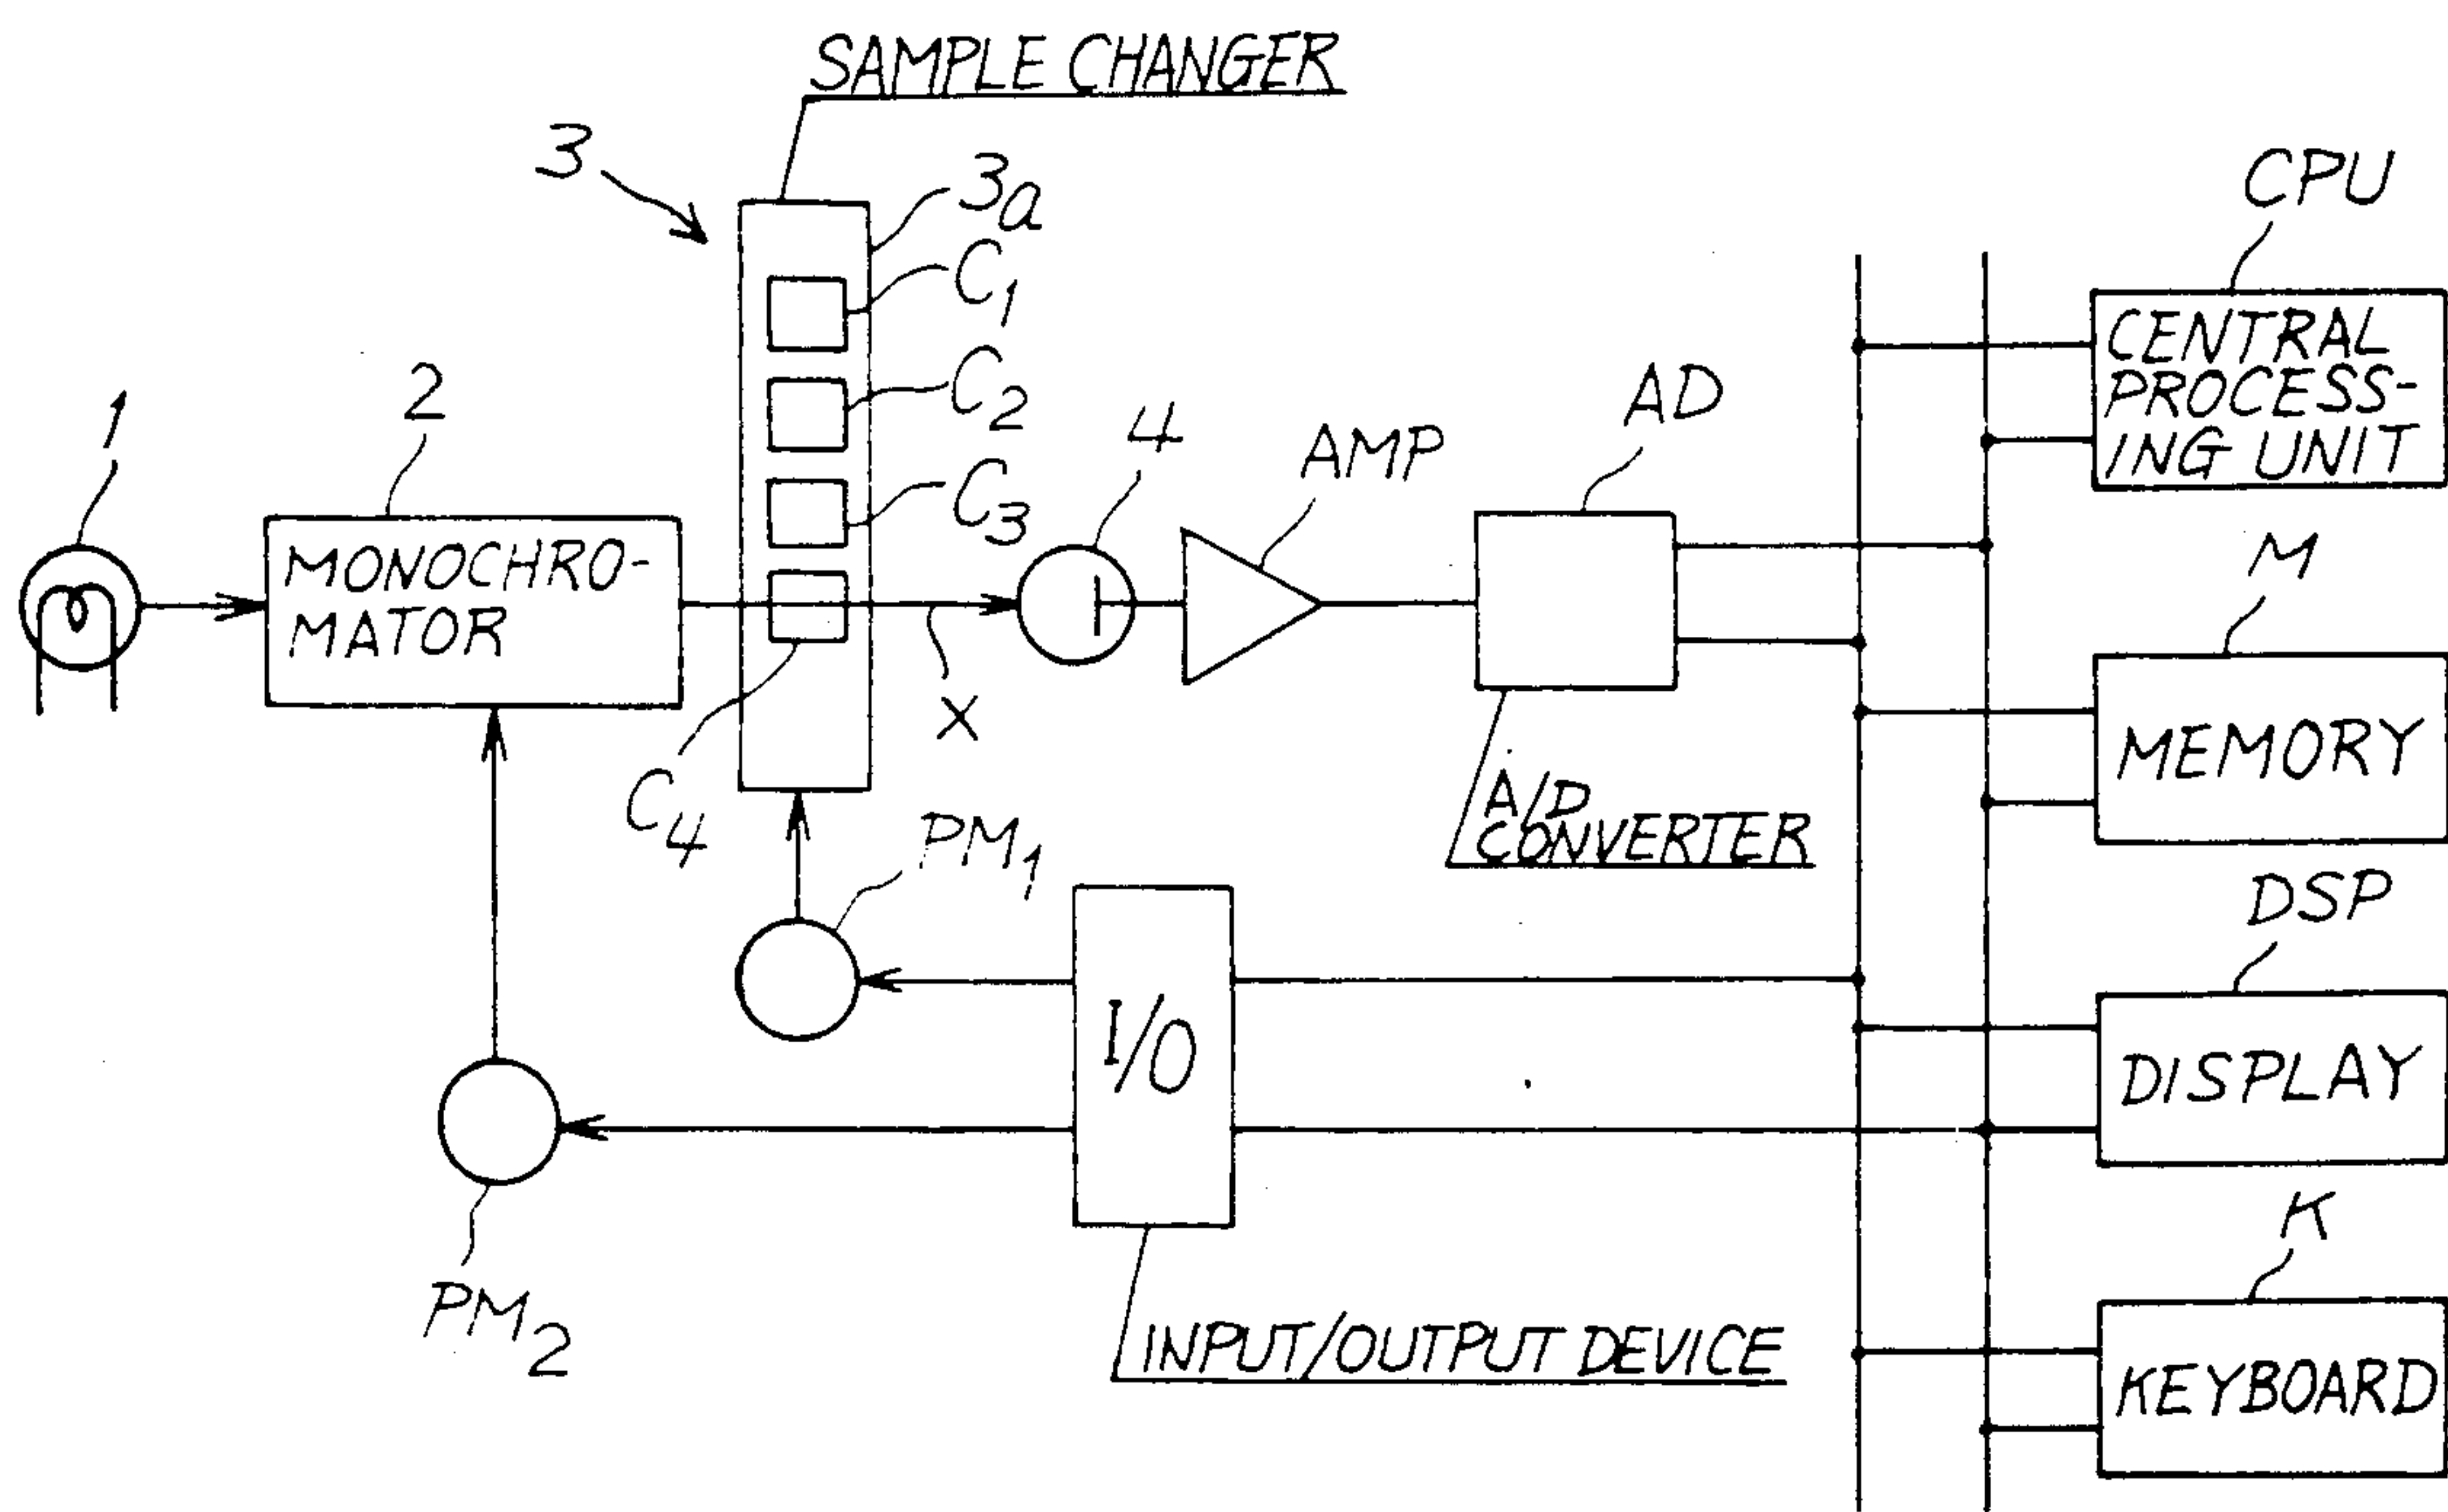 SAMPLE CHANGER
3
3a
C1
C2
C3
C4
CPU
CENTRAL
PROCESS-
ING UNIT
1
2
MONOCHRO-
MATOR
4
AMP
AD
X
A/D
CONVERTER
M
MEMORY
PM1
I/O
DSP
DISPLAY
PM2
INPUT/OUTPUT DEVICE
K
KEYBOARD